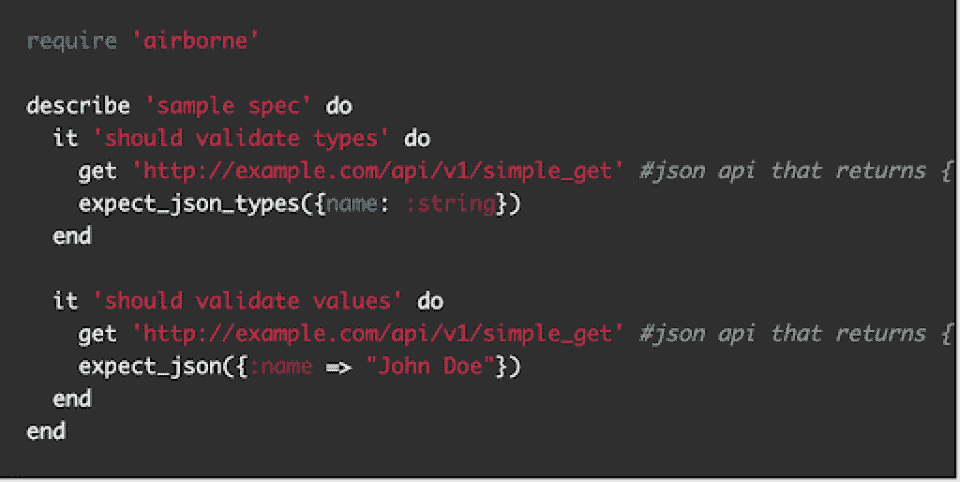 require 'airborne'
describe 'sample spec' do
it 'should validate types' do
get 'http://example.com/api/v1/simple_get' #json api that returns {
expect_json_types({name: :string})
end
it 'should validate values' do
get 'http://example.com/api/v1/simple_get' #json api that returns {
expect_json({:name => "John Doe"})
end
end